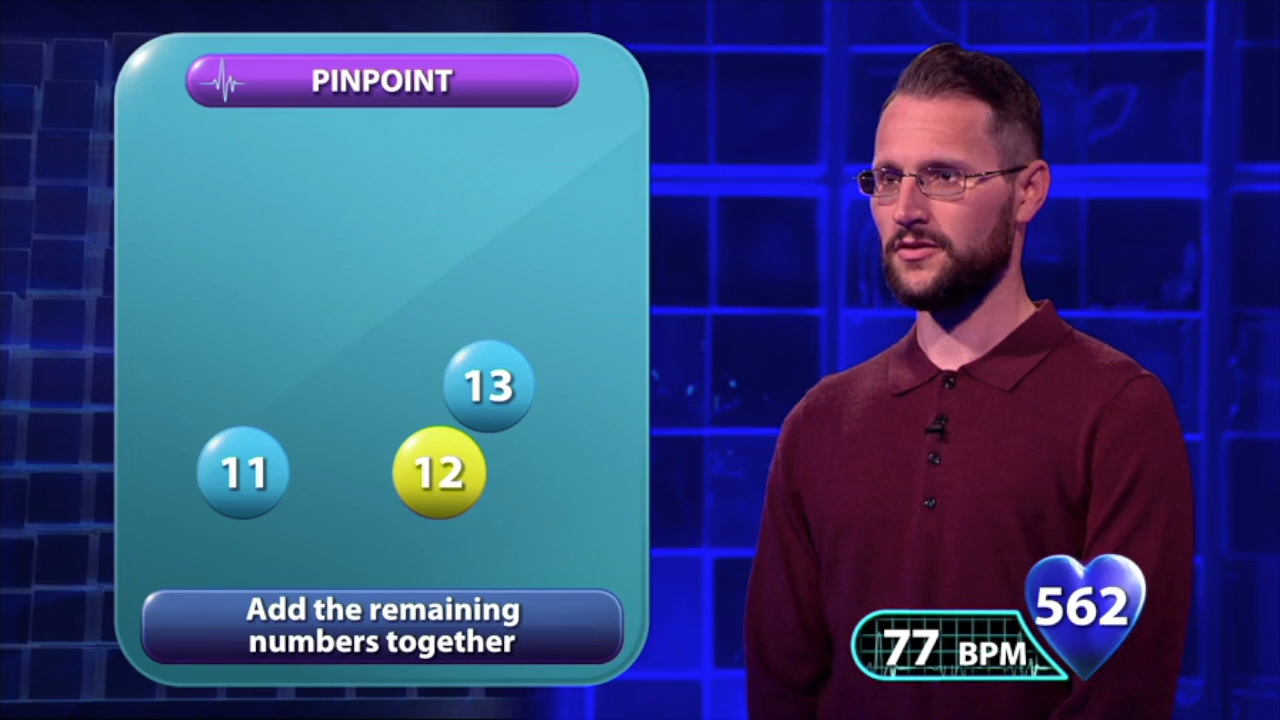 PINPOINT
13
11
12
Add the remaining
numbers together
562
77 BPM